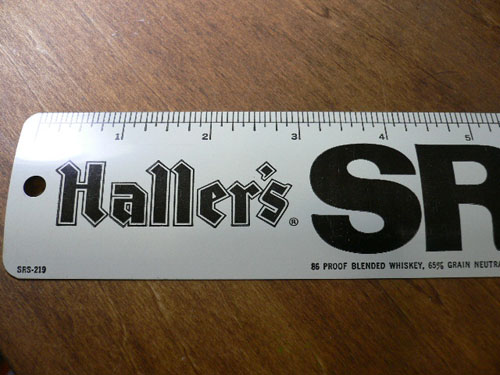 1 2 3 4 5
Haller's® SR
SRS-219
86 PROOF BLENDED WHISKEY, 65% GRAIN NEUTRA